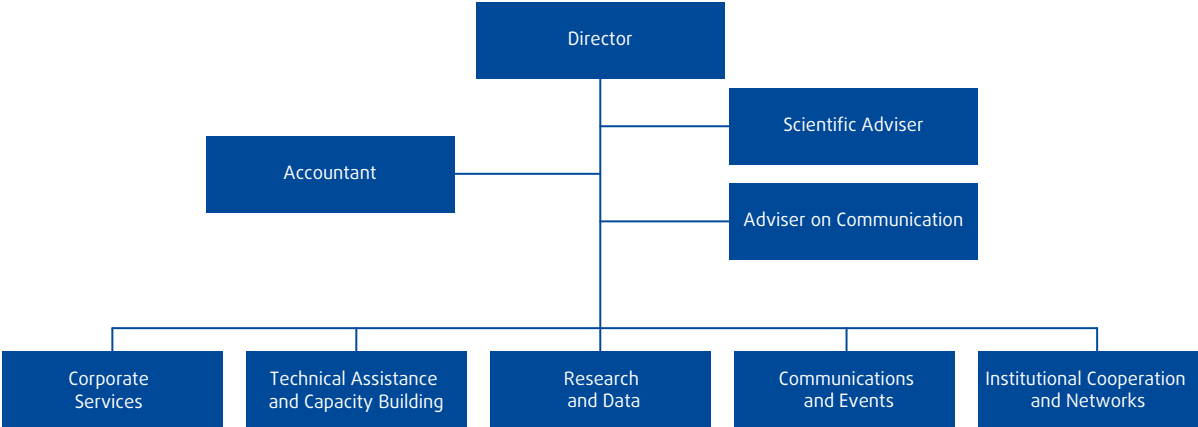 Director
Scientific Adviser
Accountant
Adviser on Communication
Corporate
Services
Technical Assistance
and Capacity Building
Research
and Data
Communications
and Events
Institutional Cooperation
and Networks